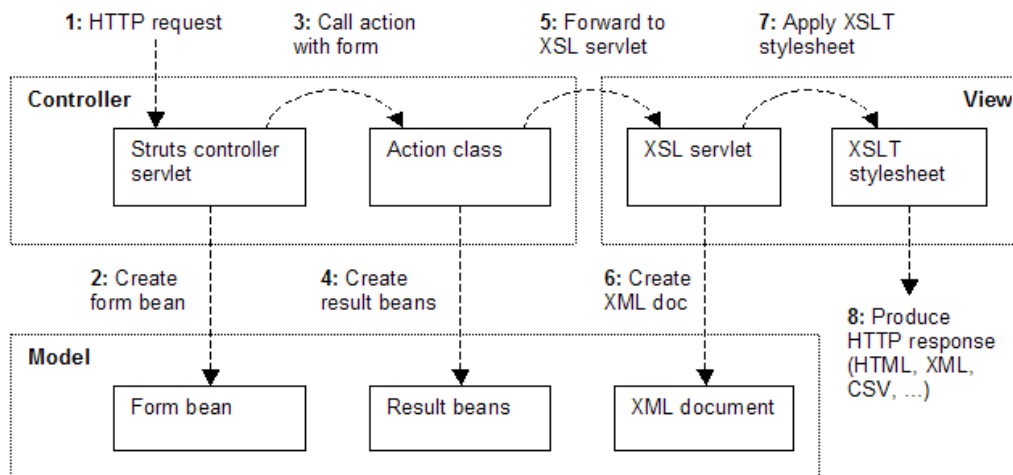 1: HTTP request
3: Call action
with form
5: Forward to
XSL servlet
7: Apply XSLT
stylesheet
Controller
View
Struts controller
servlet
Action class
XSL servlet
XSLT
stylesheet
2: Create
form bean
4: Create
result beans
6: Create
XML doc
8: Produce
HTTP response
(HTML, XML,
CSV, ...)
Model
Form bean
Result beans
XML document